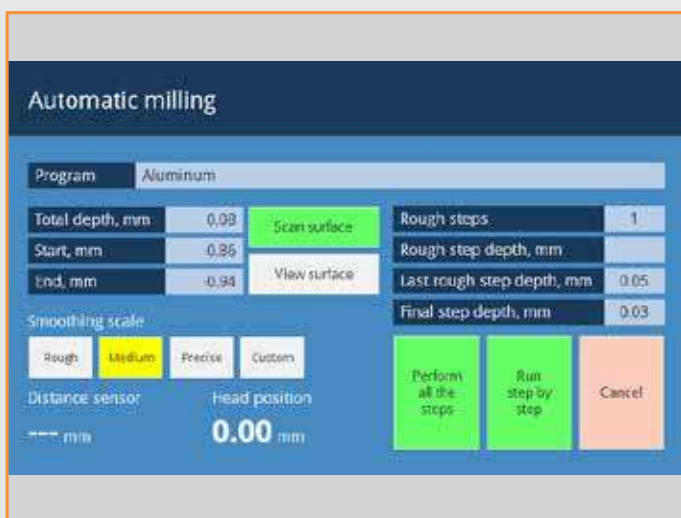 Automatic milling
Program Aluminum
Total depth, mm 0.08
Start, mm -0.86
End, mm -0.94
Scan surface
View surface
Rough steps 1
Rough step depth, mm
Last rough step depth, mm 0.05
Final step depth, mm 0.03
Smoothing scale
Rough Medium Precise Custom
Distance sensor
--- mm
Head position
0.00 mm
Perform
all the
steps
Run
step by
step
Cancel